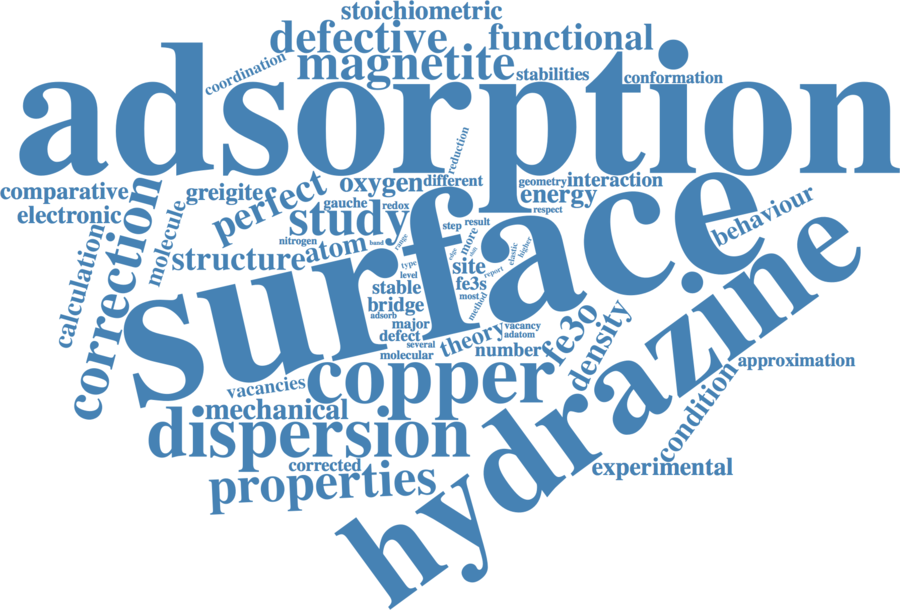 stoichiometric
defective
functional
coordination
magnetite
stabilities
conformation
adsorption
reduction
comparative
greigite
perfect
oxygen
different
geometry
interaction
electronic
correction
molecule
gauche
redox
energy
respect
study
step
result
behaviour
calculation
nitrogen
atom
band
range
more
structure
surface
type
level
edge
site
report
elastic
higher
stable
fe3s
most
method
bridge
adsorb
major
defect
several
molecular
theory
vacancy
adatom
number
fe3o
density
hydrazine
approximation
condition
vacancies
copper
mechanical
dispersion
corrected
experimental
properties